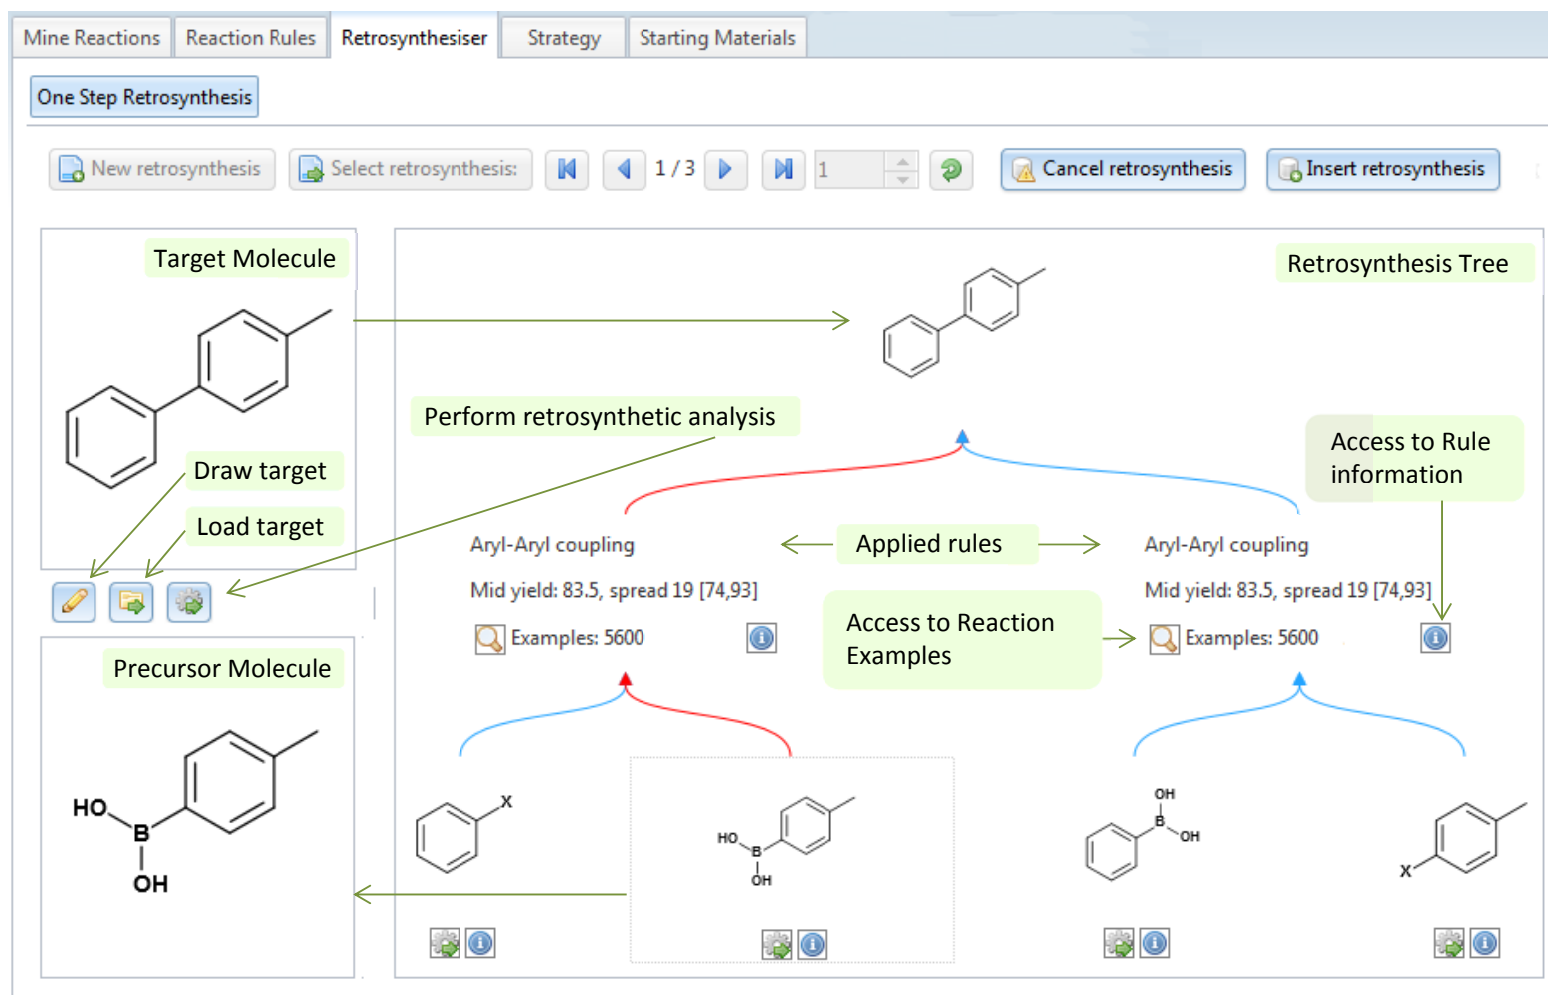 Mine Reactions
Reaction Rules
Retrosynthesiser
Strategy
Starting Materials
One Step Retrosynthesis
New retrosynthesis
Select retrosynthesis:
1 / 3
1
Cancel retrosynthesis
Insert retrosynthesis
Target Molecule
Retrosynthesis Tree
Perform retrosynthetic analysis
Access to Rule
information
Draw target
Load target
Aryl-Aryl coupling
Applied rules
Aryl-Aryl coupling
Mid yield: 83.5, spread 19 [74,93]
Mid yield: 83.5, spread 19 [74,93]
Examples: 5600
Access to Reaction
Examples
Examples: 5600
Precursor Molecule
HO
B
OH
X
HO
B
OH
OH
B
OH
X